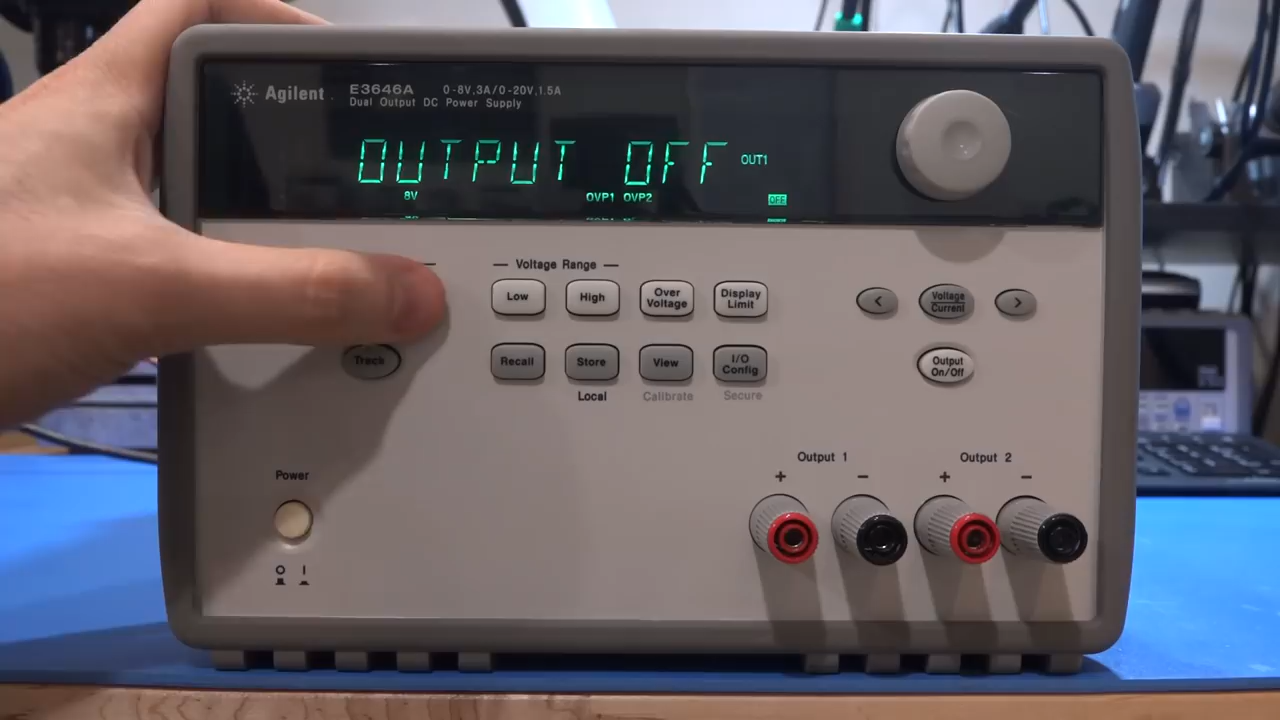 Agilent E3646A 0-8V,3A/0-20V,1.5A
Dual Output DC Power Supply
OUTPUT OFF OUT1
8V OVP1 OVP2 OFF
Voltage Range
Low High Over Voltage Display Limit
< Voltage Current >
Track Recall Store View I/O Config Output On/Off
Local Calibrate Secure
Power
Output 1 Output 2
+ − + −
O I